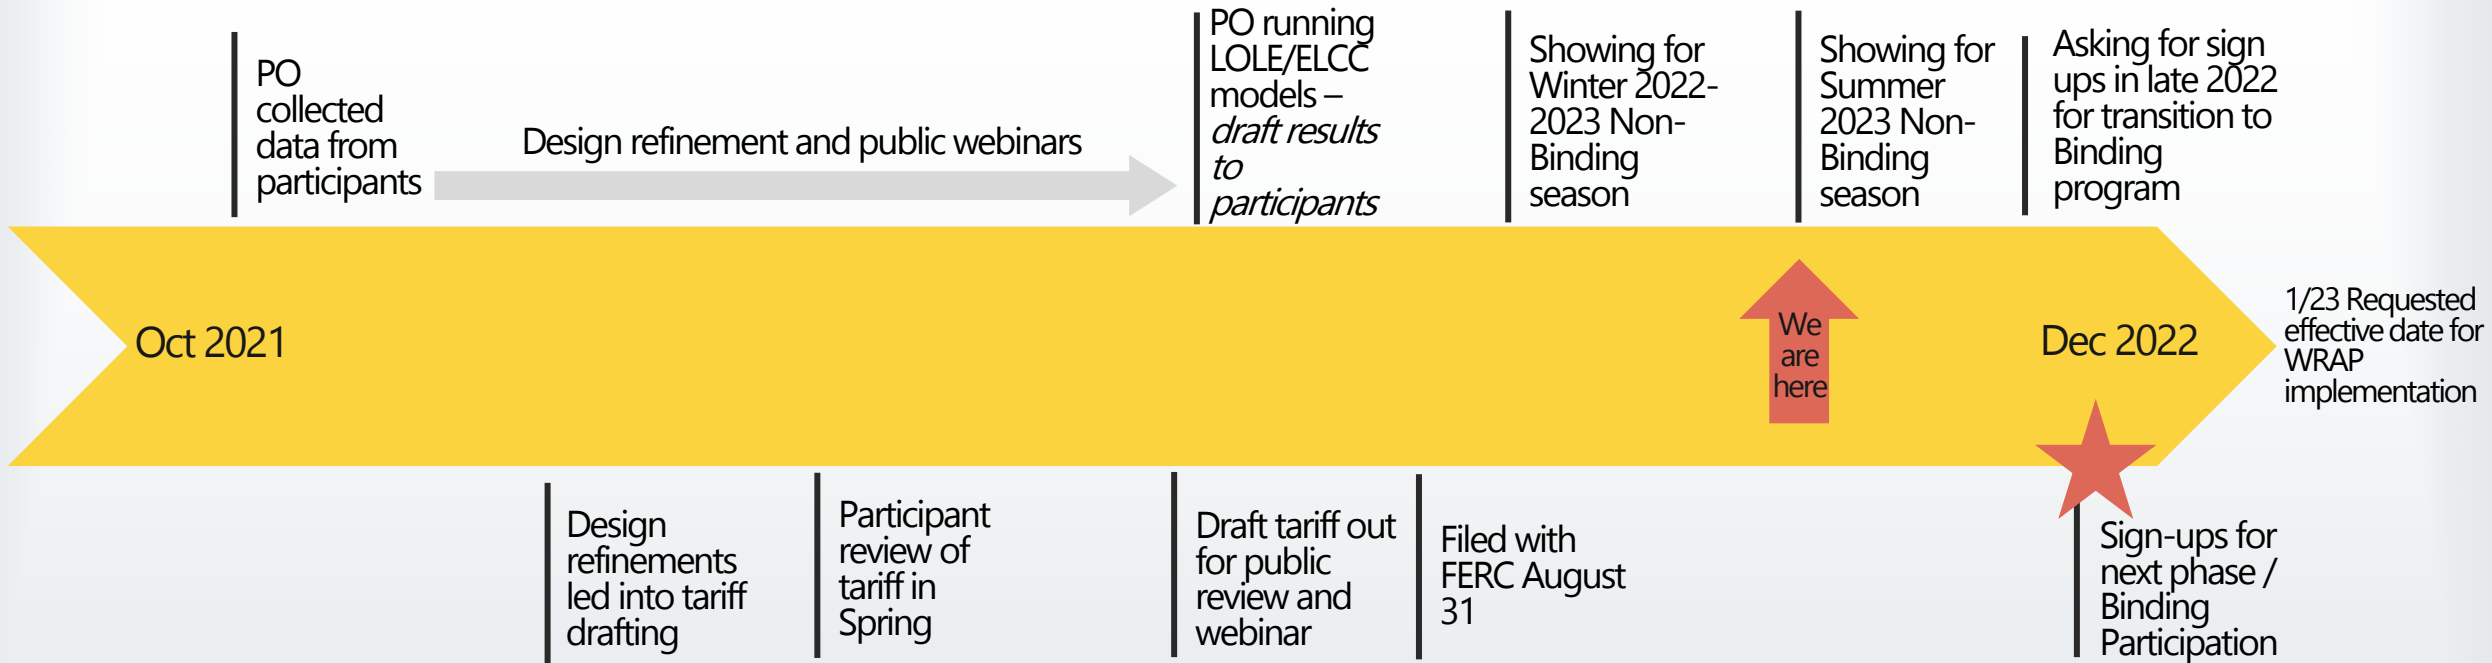 PO
collected
data from
participants
Design refinement and public webinars
PO running
LOLE/ELCC
models –
draft results
to
participants
Showing for
Winter 2022-
2023 Non-
Binding
season
Showing for
Summer
2023 Non-
Binding
season
Asking for sign
ups in late 2022
for transition to
Binding
program
Oct 2021
We
are
here
Dec 2022
1/23 Requested
effective date for
WRAP
implementation
Design
refinements
led into tariff
drafting
Participant
review of
tariff in
Spring
Draft tariff out
for public
review and
webinar
Filed with
FERC August
31
Sign-ups for
next phase /
Binding
Participation